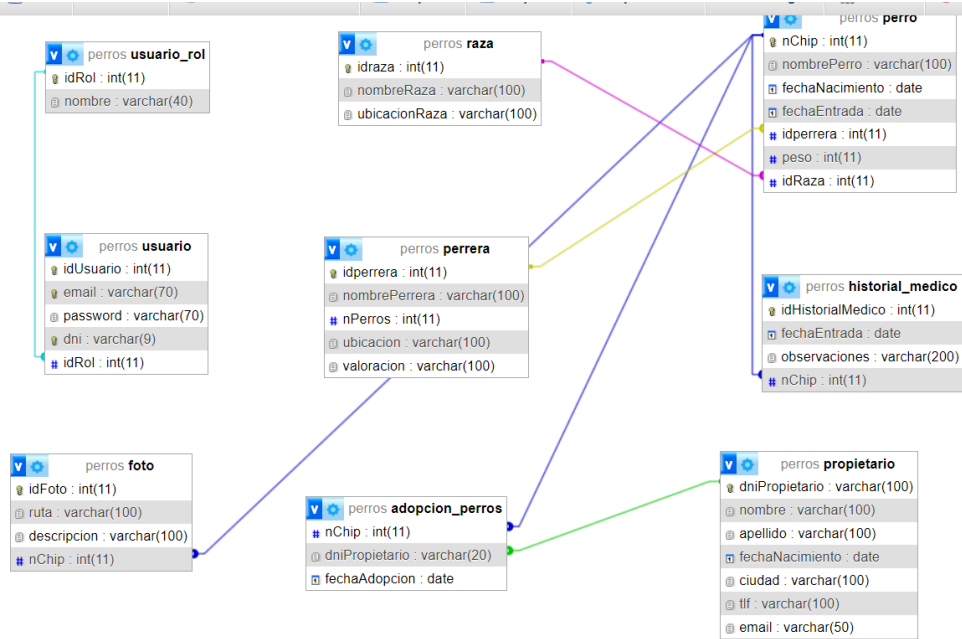 perros usuario_rol
idRol : int(11)
nombre : varchar(40)
perros raza
idraza : int(11)
nombreRaza : varchar(100)
ubicacionRaza : varchar(100)
perros perro
nChip : int(11)
nombrePerro : varchar(100)
fechaNacimiento : date
fechaEntrada : date
idperrera : int(11)
peso : int(11)
idRaza : int(11)
perros usuario
idUsuario : int(11)
email : varchar(70)
password : varchar(70)
dni : varchar(9)
idRol : int(11)
perros perrera
idperrera : int(11)
nombrePerrera : varchar(100)
nPerros : int(11)
ubicacion : varchar(100)
valoracion : varchar(100)
perros historial_medico
idHistorialMedico : int(11)
fechaEntrada : date
observaciones : varchar(200)
nChip : int(11)
perros foto
idFoto : int(11)
ruta : varchar(100)
descripcion : varchar(100)
nChip : int(11)
perros adopcion_perros
nChip : int(11)
dniPropietario : varchar(20)
fechaAdopcion : date
perros propietario
dniPropietario : varchar(100)
nombre : varchar(100)
apellido : varchar(100)
fechaNacimiento : date
ciudad : varchar(100)
tlf : varchar(100)
email : varchar(50)